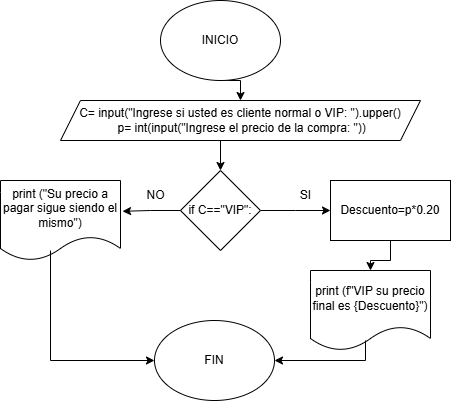 INICIO
C= input("Ingrese si usted es cliente normal o VIP: ").upper()
p= int(input("Ingrese el precio de la compra: "))
NO
SI
print ("Su precio a
pagar sigue siendo el
mismo")
if C=="VIP":
Descuento=p*0.20
print (f"VIP su precio
final es {Descuento}")
FIN